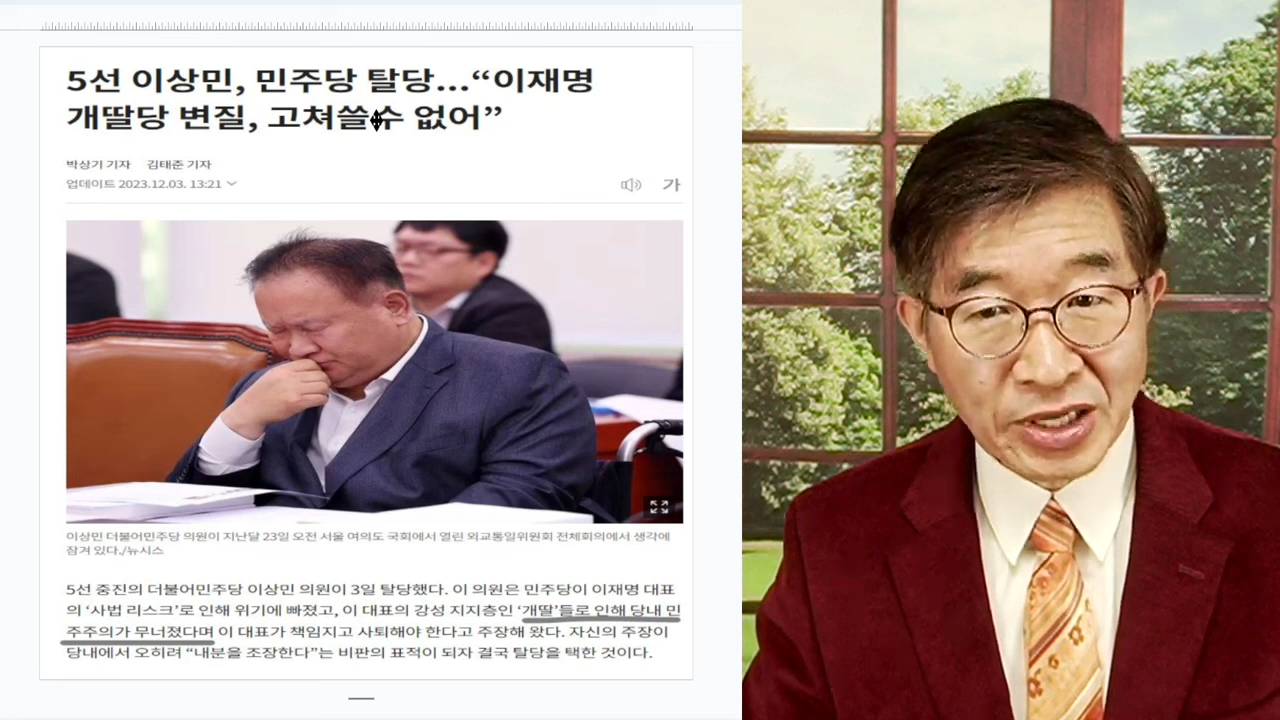 5선 이상민, 민주당 탈당...“이재명
개딸당 변질, 고쳐쓸수 없어”
박상기 기자 김태준 기자
업데이트 2023.12.03. 13:21
가
이상민 더불어민주당 의원이 지난달 23일 오전 서울 여의도 국회에서 열린 외교통일위원회 전체회의에서 생각에
잠겨 있다./뉴시스
5선 중진의 더불어민주당 이상민 의원이 3일 탈당했다. 이 의원은 민주당이 이재명 대표
의 ‘사법 리스크’로 인해 위기에 빠졌고, 이 대표의 강성 지지층인 ‘개딸’들로 인해 당내 민
주주의가 무너졌다며 이 대표가 책임지고 사퇴해야 한다고 주장해 왔다. 자신의 주장이
당내에서 오히려 “내분을 조장한다”는 비판의 표적이 되자 결국 탈당을 택한 것이다.